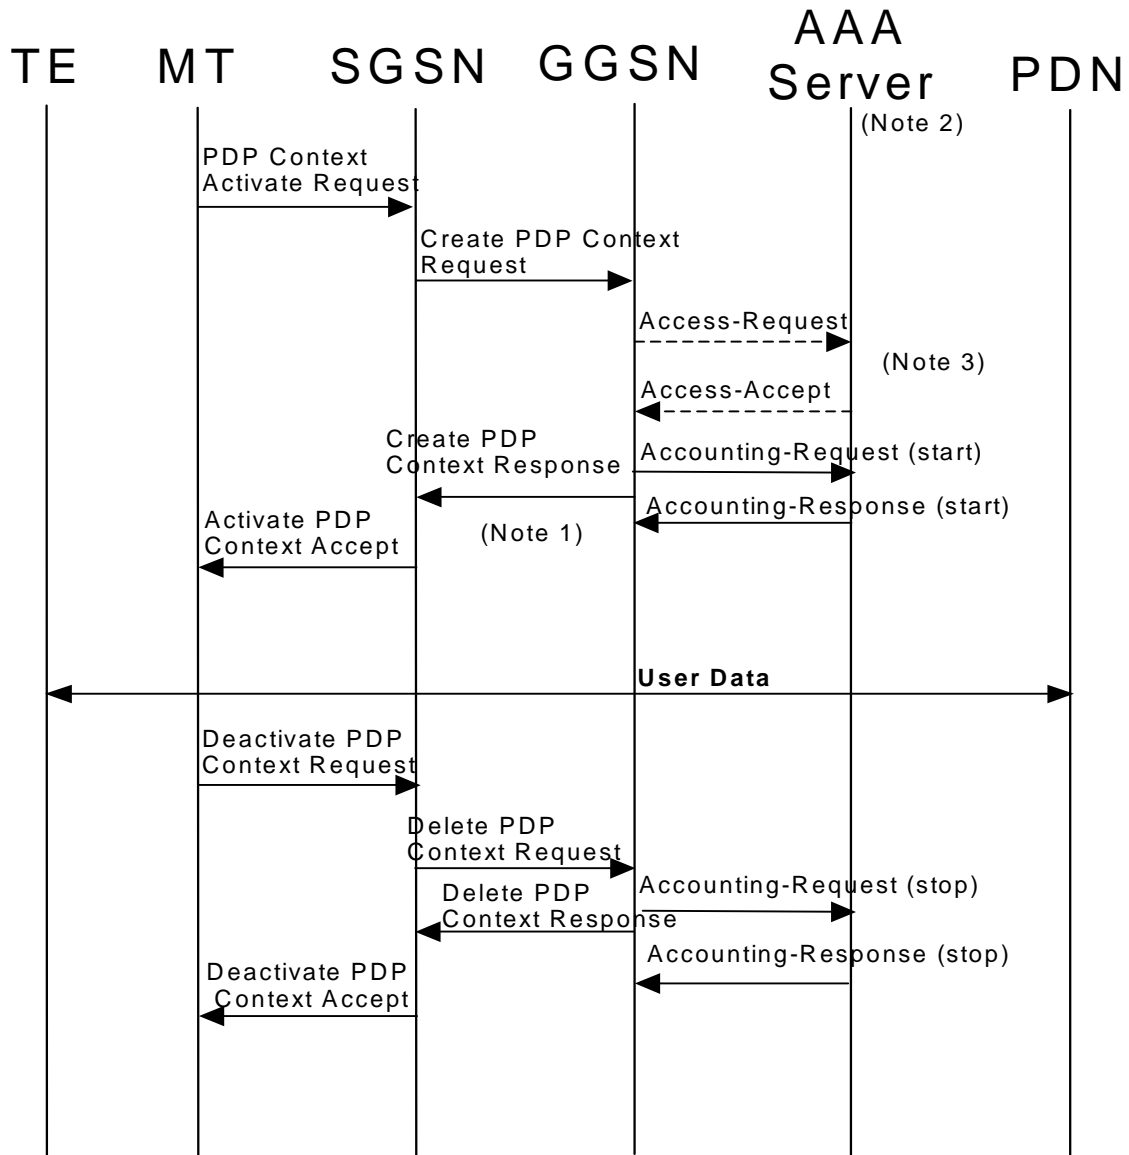 TE
MT
SGSN
GGSN
AAA
Server
PDN
(Note 2)
PDP Context
Activate Request
Create PDP Context
Request
Access-Request
(Note 3)
Access-Accept
Create PDP
Context Response
Accounting-Request (start)
Accounting-Response (start)
Activate PDP
Context Accept
(Note 1)
User Data
Deactivate PDP
Context Request
Delete PDP
Context Request
Accounting-Request (stop)
Delete PDP
Context Response
Accounting-Response (stop)
Deactivate PDP
Context Accept